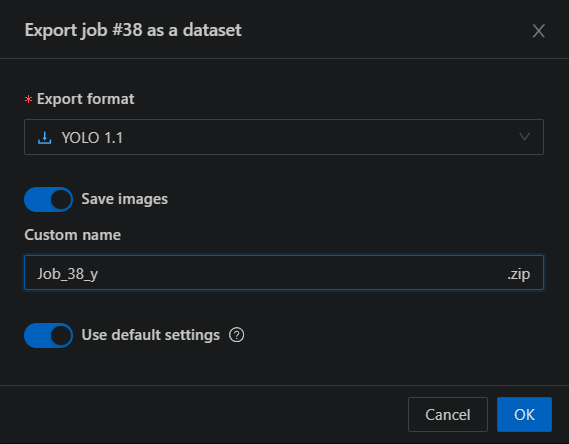 Export job #38 as a dataset
* Export format
YOLO 1.1
Save images
Custom name
Job_38_y .zip
Use default settings
Cancel OK